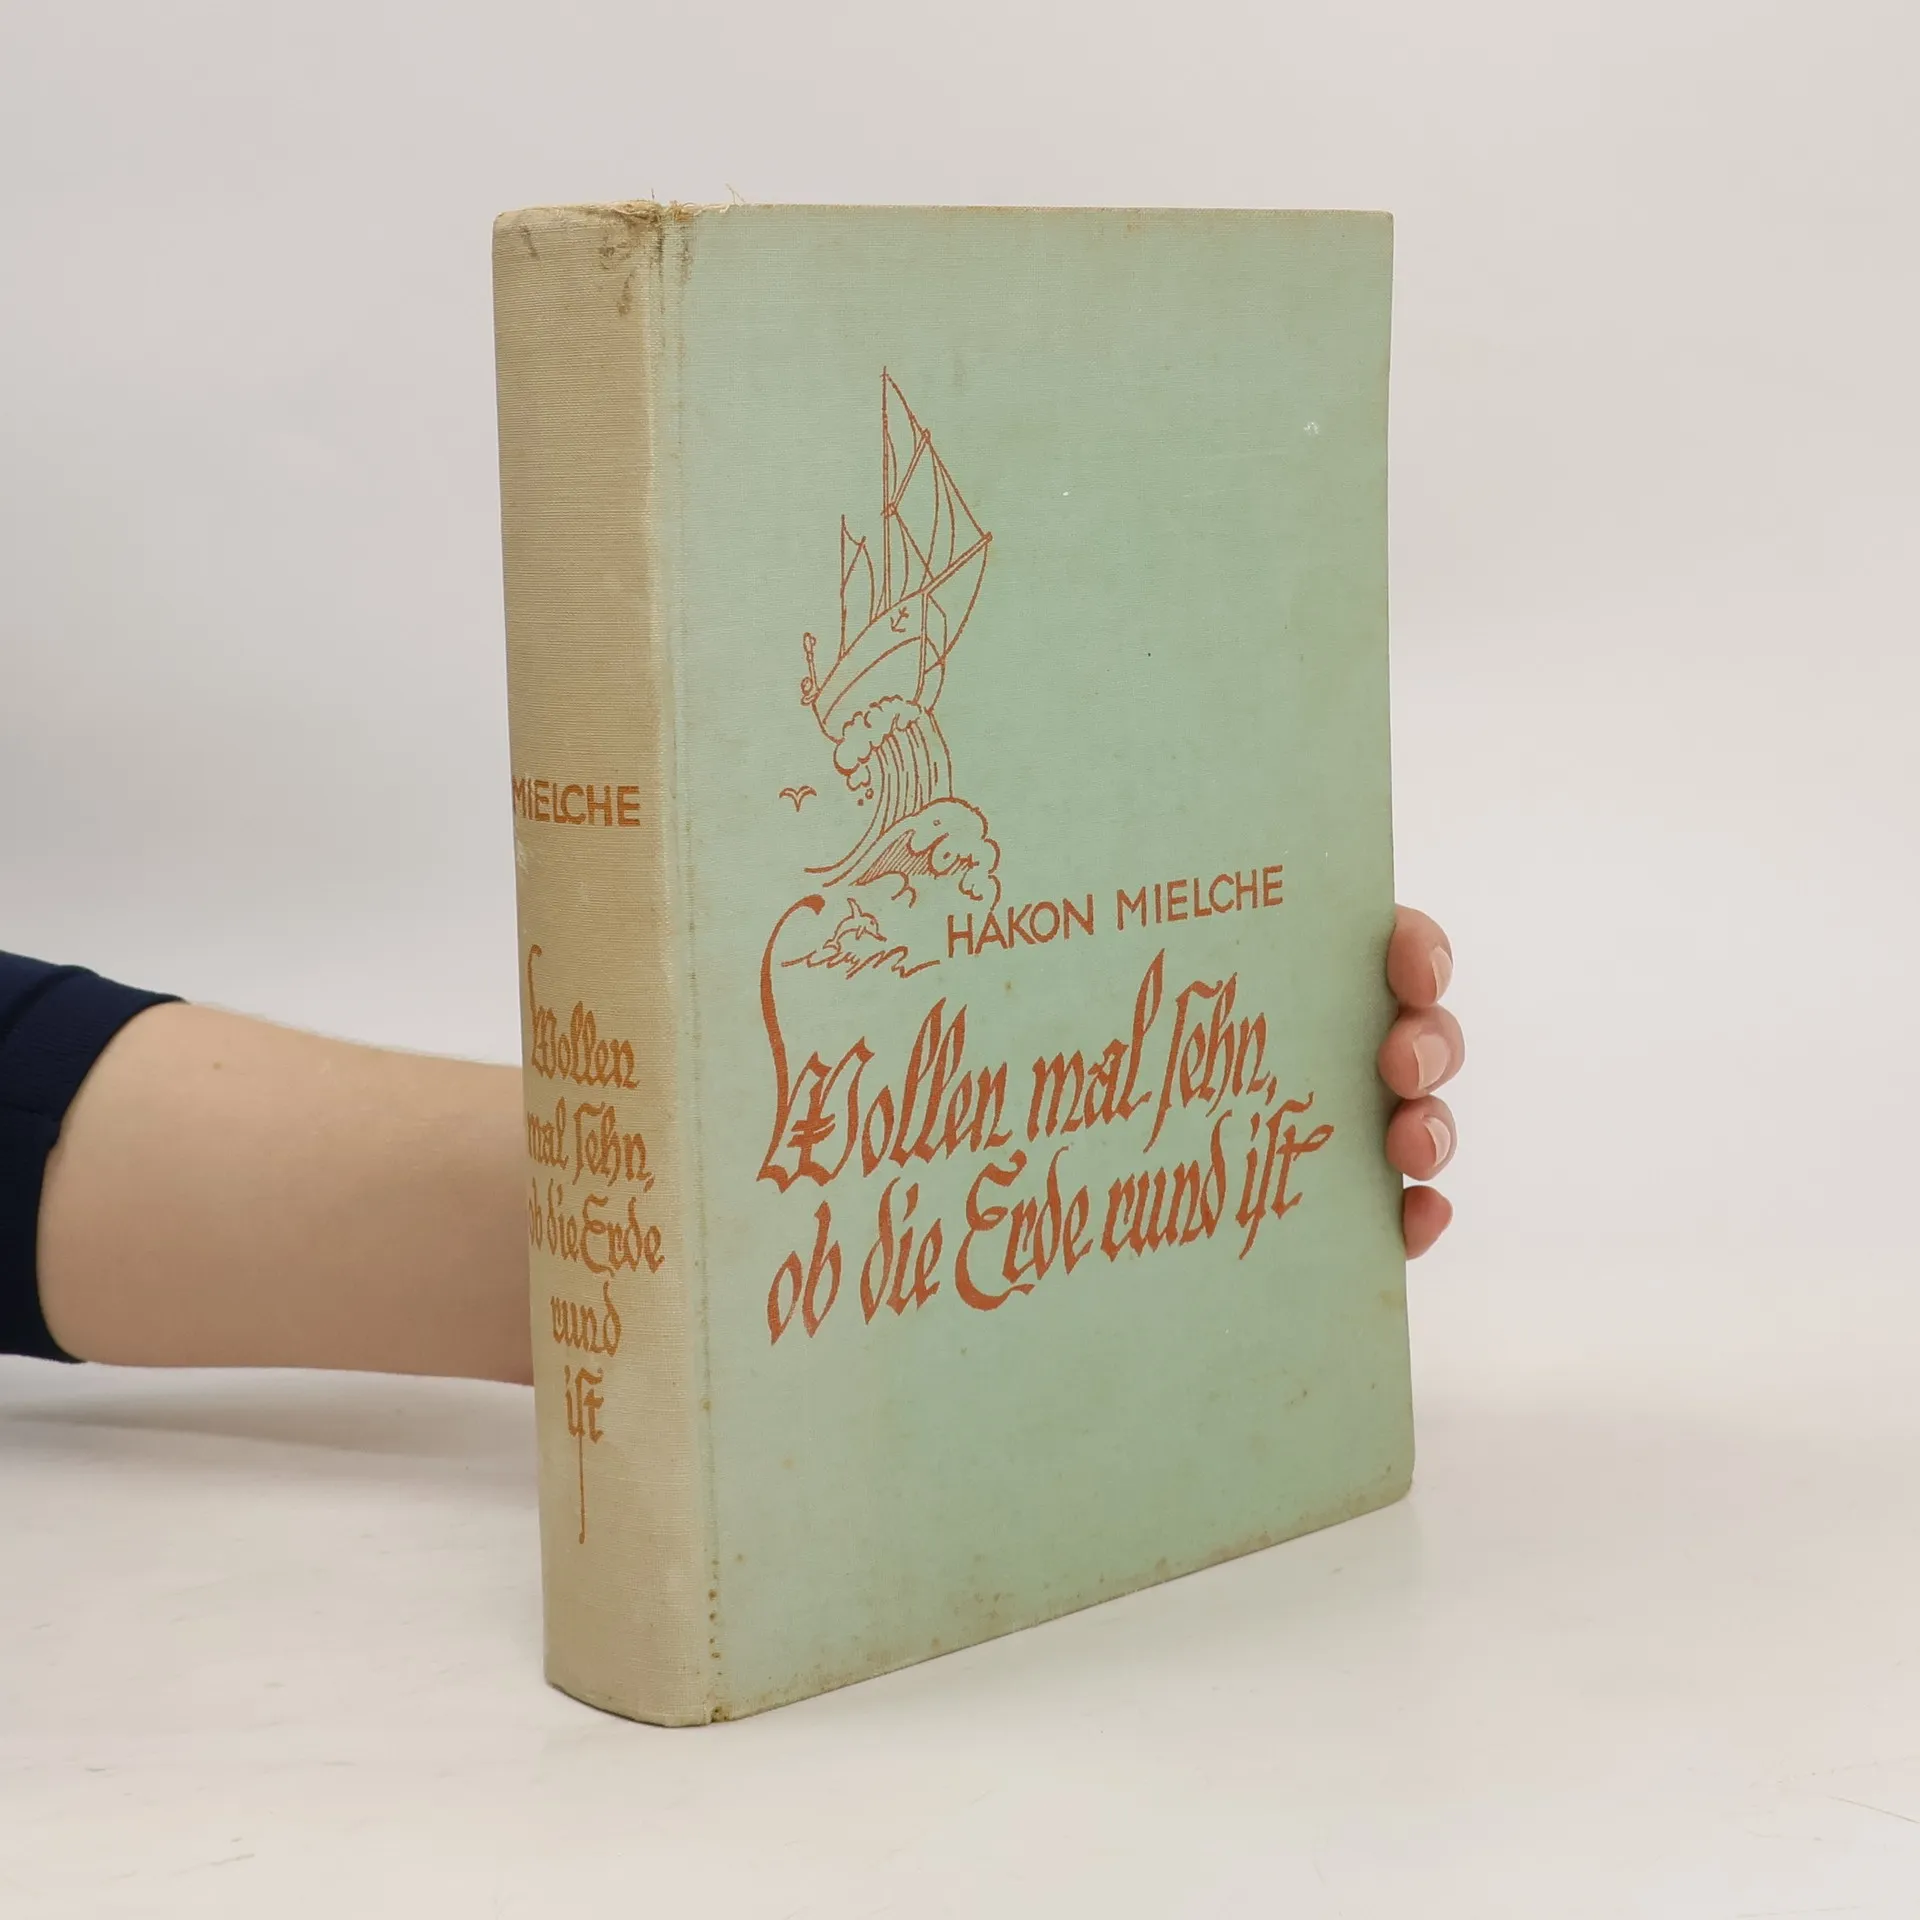 MIELCHE
Wollen
mal ſehn,
ob die Erde
rund
iſt
HAKON MIELCHE
Wollen mal ſehn,
ob die Erde rund iſt